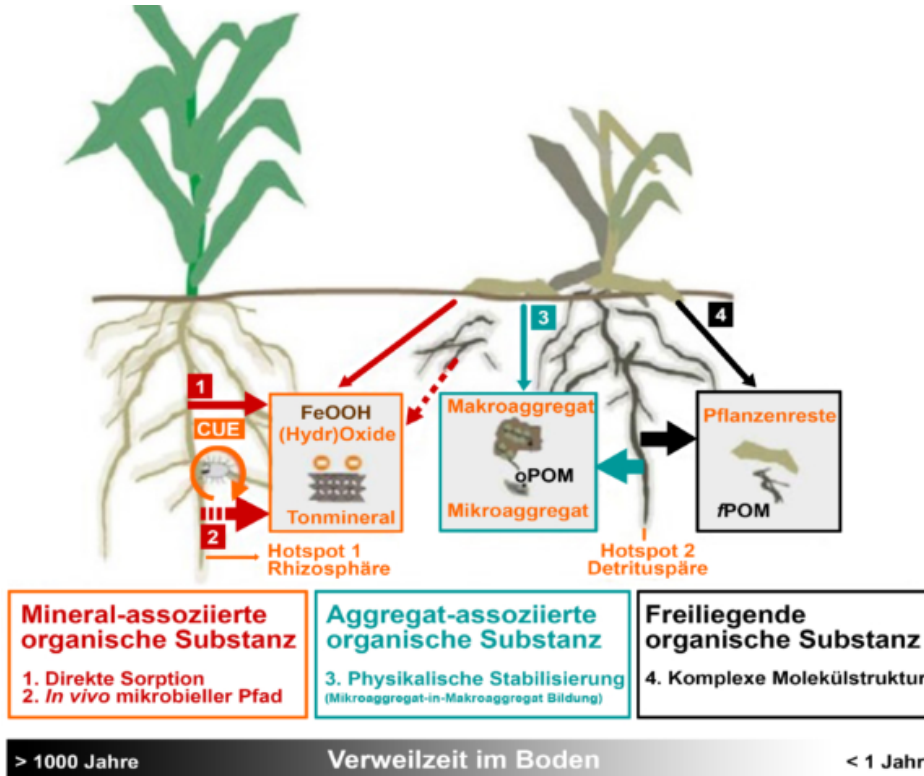 3
4
1
CUE
2
FeOOH
(Hydr)Oxide
Tonmineral
Makroaggregat
oPOM
Mikroaggregat
Pflanzenreste
fPOM
Hotspot 1
Rhizosphäre
Hotspot 2
Detrituspäre
Mineral-assoziierte
organische Substanz
1. Direkte Sorption
2. In vivo mikrobieller Pfad
Aggregat-assoziierte
organische Substanz
3. Physikalische Stabilisierung
(Mikroaggregat-in-Makroaggregat Bildung)
Freiliegende
organische Substanz
4. Komplexe Molekülstruktur
> 1000 Jahre
Verweilzeit im Boden
< 1 Jahr